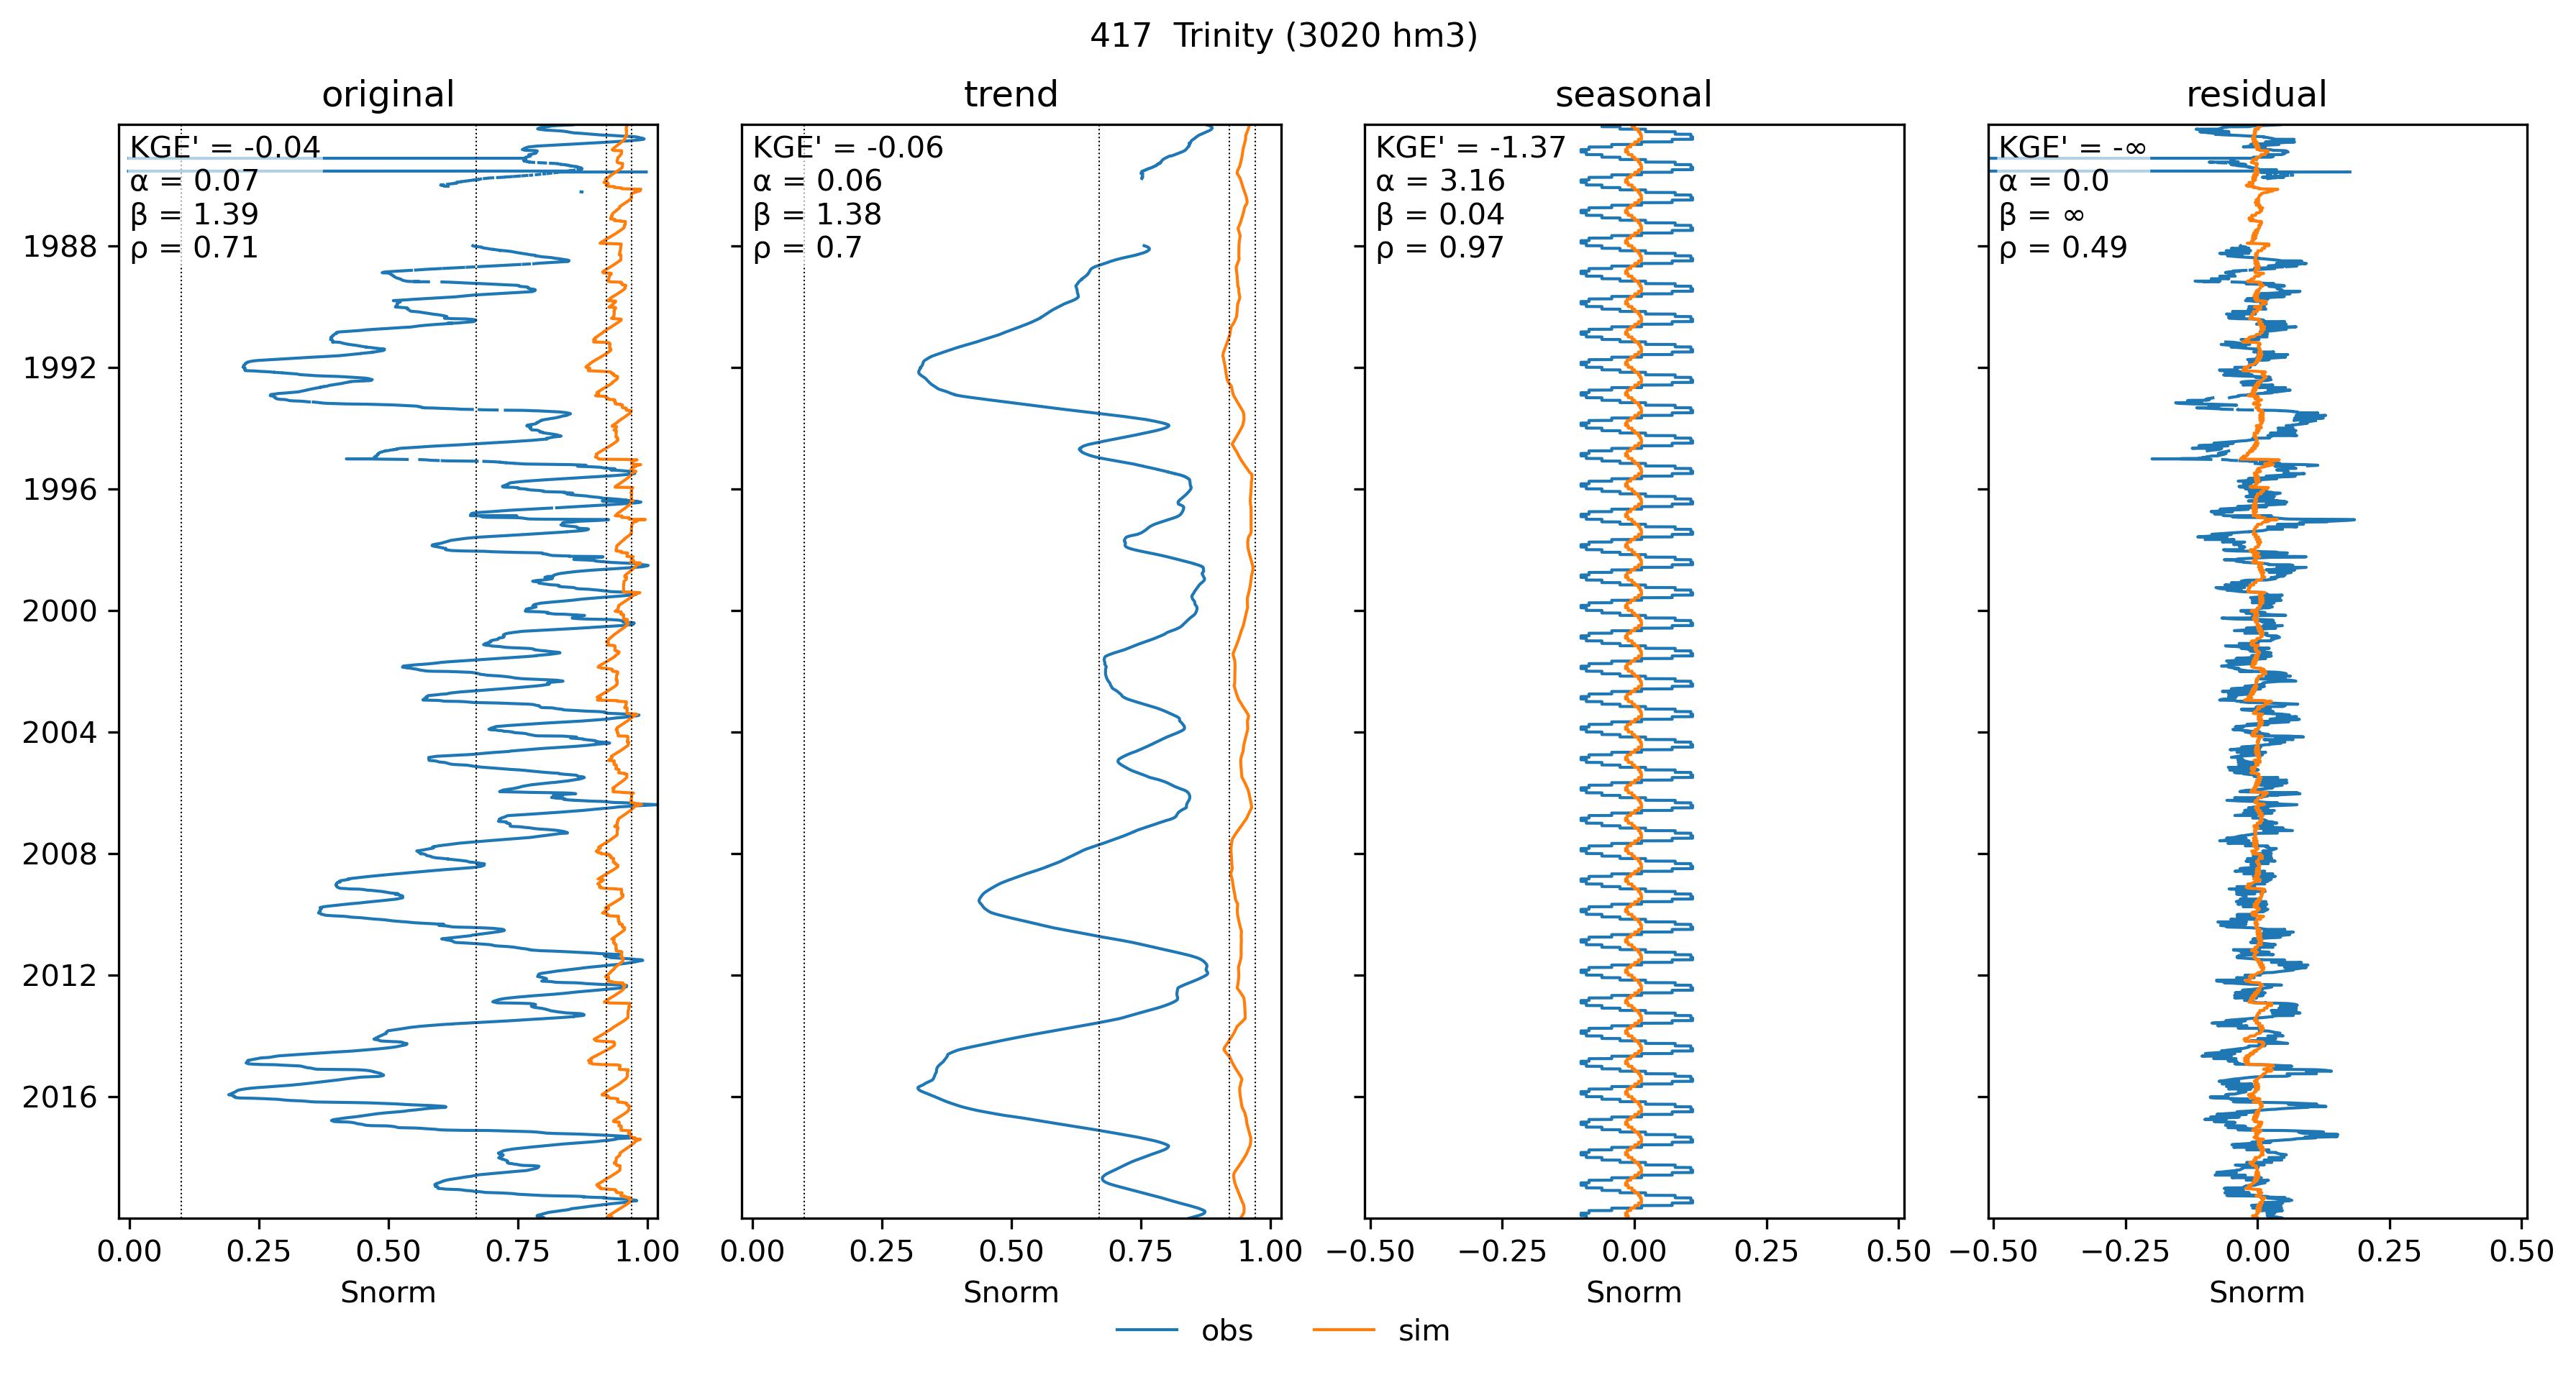 417  Trinity (3020 hm3)
original
trend
seasonal
residual
KGE' = -0.04
α = 0.07
β = 1.39
ρ = 0.71
KGE' = -0.06
α = 0.06
β = 1.38
ρ = 0.7
KGE' = -1.37
α = 3.16
β = 0.04
ρ = 0.97
KGE' = -∞
α = 0.0
β = ∞
ρ = 0.49
1988
1992
1996
2000
2004
2008
2012
2016
0.00 0.25 0.50 0.75 1.00
0.00 0.25 0.50 0.75 1.00
−0.50 −0.25 0.00 0.25 0.50
−0.50 −0.25 0.00 0.25 0.50
Snorm
Snorm
Snorm
Snorm
obs
sim